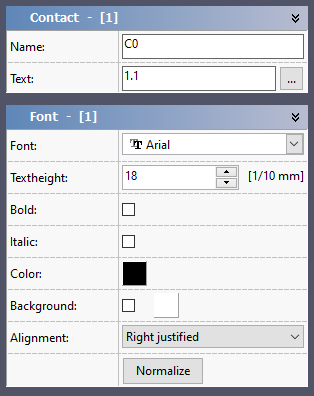 Contact - [1]
Name: C0
Text: 1.1 ...
Font - [1]
Font: Arial
Textheight: 18 [1/10 mm]
Bold:
Italic:
Color:
Background:
Alignment: Right justified
Normalize